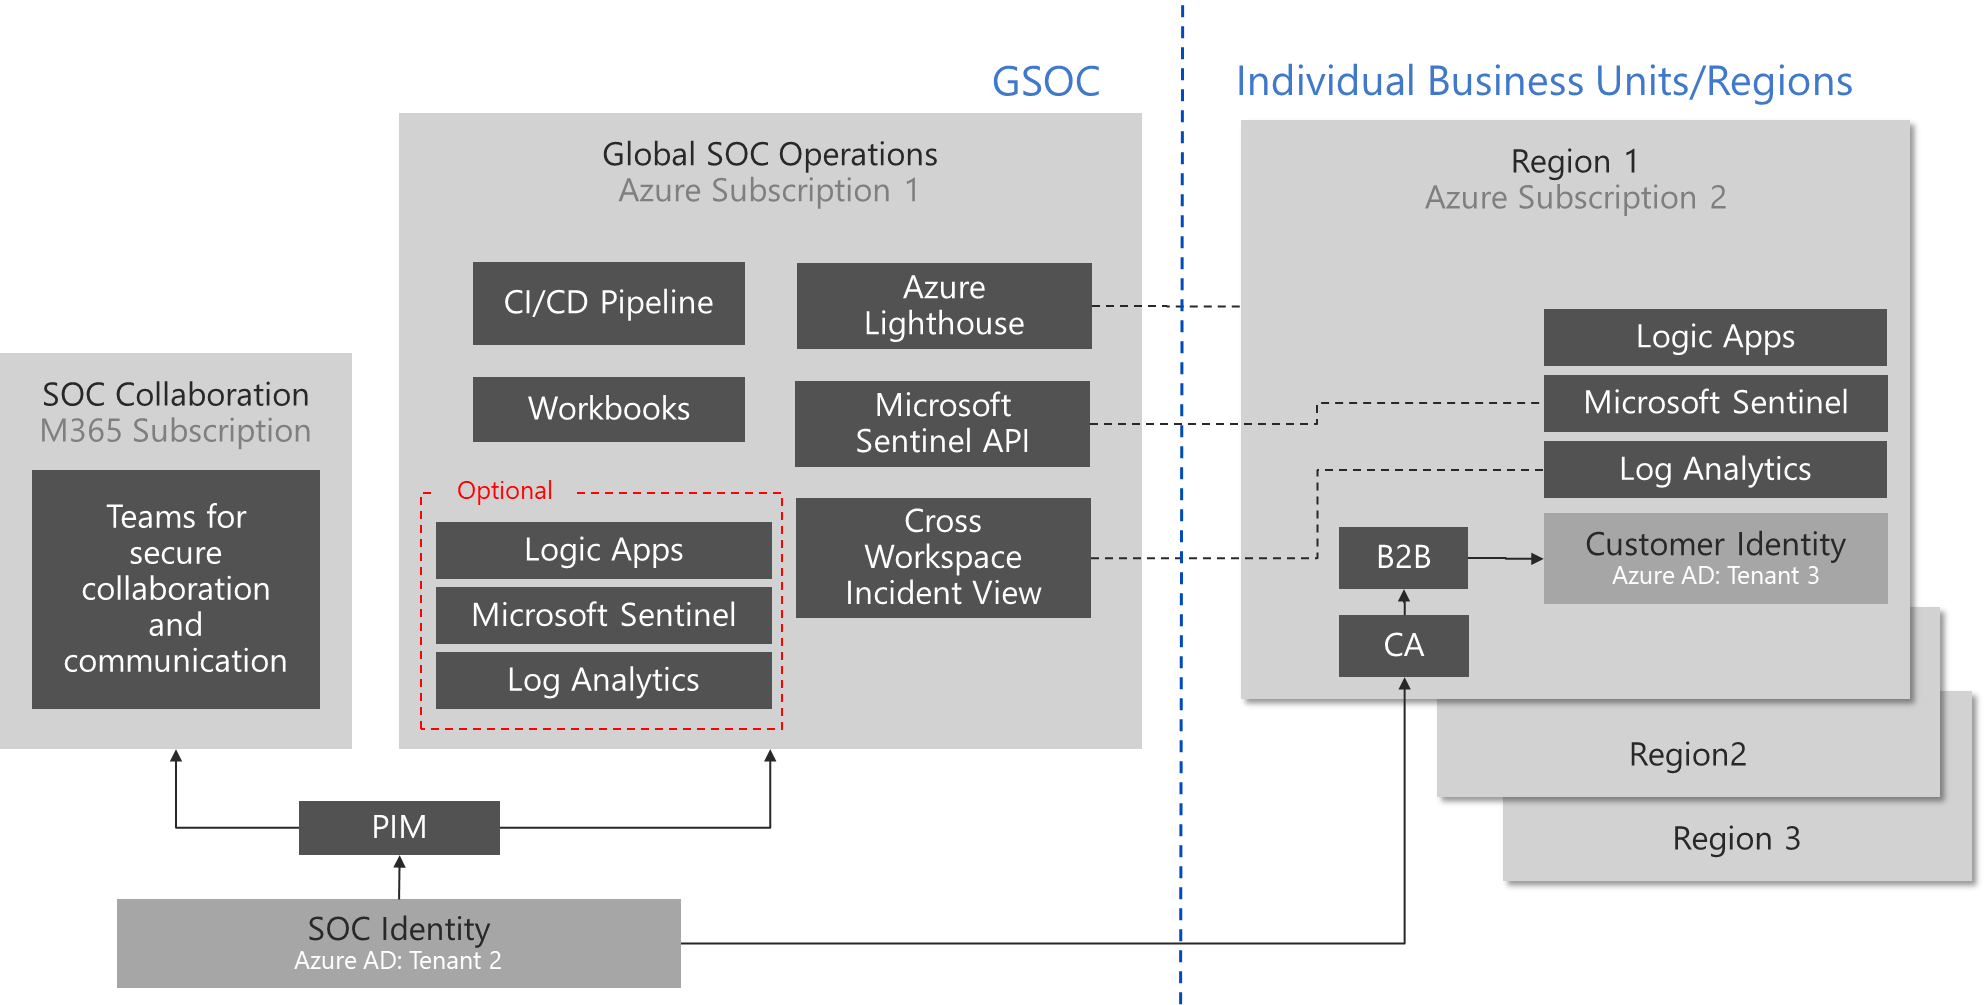 GSOC
Individual Business Units/Regions
Global SOC Operations
Azure Subscription 1
CI/CD Pipeline
Azure
Lighthouse
Workbooks
Microsoft
Sentinel API
Optional
Logic Apps
Microsoft Sentinel
Log Analytics
Cross
Workspace
Incident View
SOC Collaboration
M365 Subscription
Teams for
secure
collaboration
and
communication
PIM
SOC Identity
Azure AD: Tenant 2
Region 1
Azure Subscription 2
Logic Apps
Microsoft Sentinel
Log Analytics
B2B
Customer Identity
Azure AD: Tenant 3
CA
Region2
Region 3